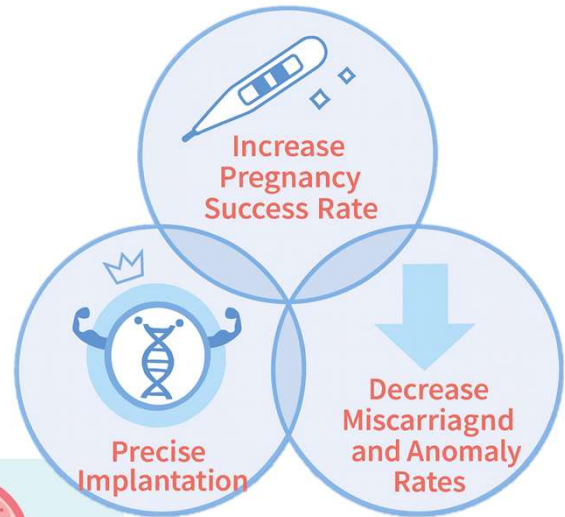 Increase
Pregnancy
Success Rate
Precise
Implantation
Decrease
Miscarriagnd
and Anomaly
Rates